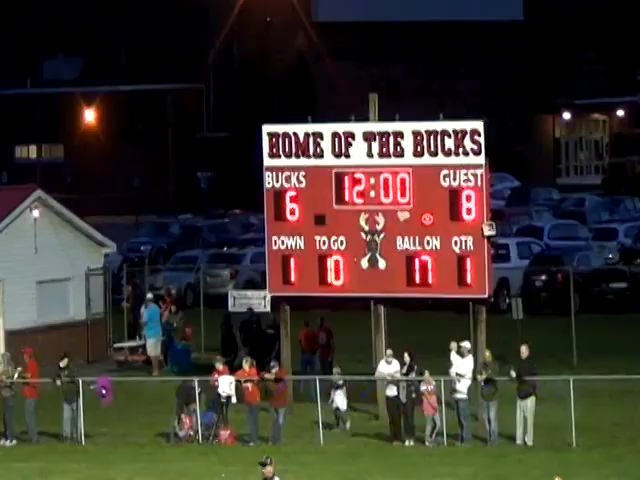 HOME OF THE BUCKS
BUCKS 12:00 GUEST
6 8
DOWN TO GO BALL ON QTR
1 10 17 1